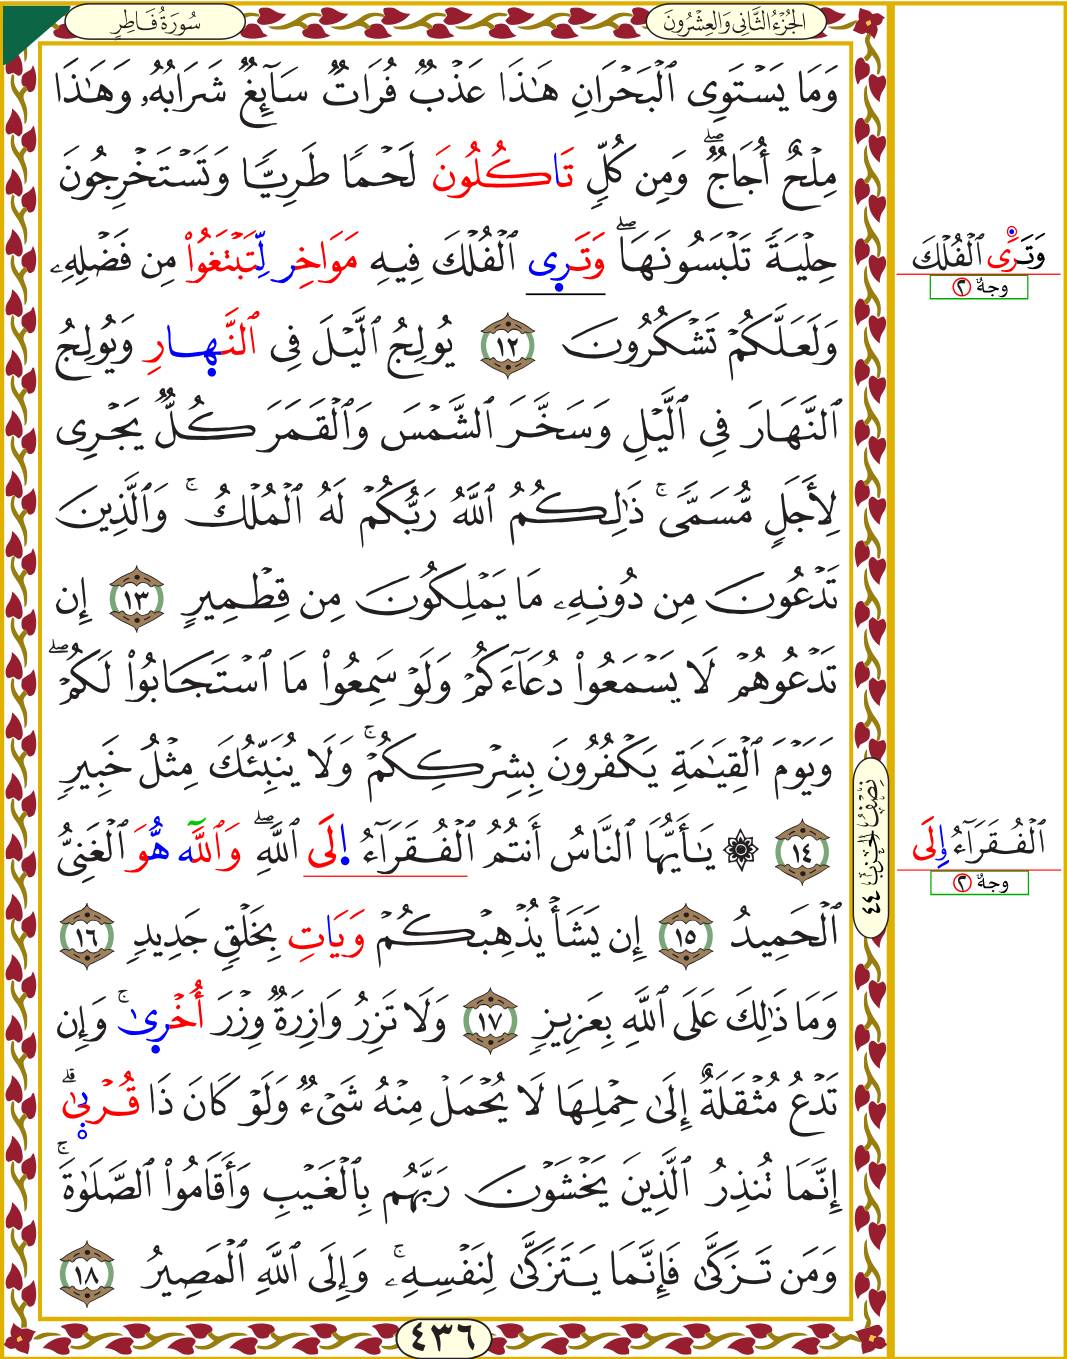 سُورَةُ فَاطِرٍ
الجُزْءُ الثَّانِي وَالعِشْرُونَ
وَمَا يَسْتَوِى ٱلْبَحْرَانِ هَٰذَا عَذْبٌ فُرَاتٌ سَآئِغٌ شَرَابُهُۥ وَهَٰذَا
مِلْحٌ أُجَاجٌ ۖ وَمِن كُلٍّ تَاكُلُونَ لَحْمًا طَرِيًّا وَتَسْتَخْرِجُونَ
حِلْيَةً تَلْبَسُونَهَا ۖ وَتَرِى ٱلْفُلْكَ فِيهِ مَوَاخِر لِّتَبْتَغُوا۟ مِن فَضْلِهِۦ
وَلَعَلَّكُمْ تَشْكُرُونَ ١٢ يُولِجُ ٱلَّيْلَ فِى ٱلنَّهِارِ وَيُولِجُ
ٱلنَّهَارَ فِى ٱلَّيْلِ وَسَخَّرَ ٱلشَّمْسَ وَٱلْقَمَرَ كُلٌّ يَجْرِى
لِأَجَلٍ مُّسَمًّى ۚ ذَٰلِكُمُ ٱللَّهُ رَبُّكُمْ لَهُ ٱلْمُلْكُ ۚ وَٱلَّذِينَ
تَدْعُونَ مِن دُونِهِۦ مَا يَمْلِكُونَ مِن قِطْمِيرٍ ١٣ إِن
تَدْعُوهُمْ لَا يَسْمَعُوا۟ دُعَآءَكُمْ وَلَوْ سَمِعُوا۟ مَا ٱسْتَجَابُوا۟ لَكُمْ ۖ
وَيَوْمَ ٱلْقِيَٰمَةِ يَكْفُرُونَ بِشِرْكِكُمْ ۚ وَلَا يُنَبِّئُكَ مِثْلُ خَبِيرٍ
١٤ ۞ يَٰٓأَيُّهَا ٱلنَّاسُ أَنتُمُ ٱلْفُقَرَآءُ اِلَى ٱللَّهِ ۖ وَٱللَّه هُّوَ ٱلْغَنِىُّ
ٱلْحَمِيدُ ١٥ إِن يَشَأْ يُذْهِبْكُمْ وَيَاتِ بِخَلْقٍ جَدِيدٍ ١٦
وَمَا ذَٰلِكَ عَلَى ٱللَّهِ بِعَزِيزٍ ١٧ وَلَا تَزِرُ وَازِرَةٌ وِزْرَ أُخْرِىٰ ۚ وَإِن
تَدْعُ مُثْقَلَةٌ إِلَىٰ حِمْلِهَا لَا يُحْمَلْ مِنْهُ شَىْءٌ وَلَوْ كَانَ ذَا قُرْبِىٰٓ ۗ
إِنَّمَا تُنذِرُ ٱلَّذِينَ يَخْشَوْنَ رَبَّهُم بِٱلْغَيْبِ وَأَقَامُوا۟ ٱلصَّلَوٰةَ ۚ
وَمَن تَزَكَّىٰ فَإِنَّمَا يَتَزَكَّىٰ لِنَفْسِهِۦ ۚ وَإِلَى ٱللَّهِ ٱلْمَصِيرُ ١٨
٤٣٦
وَتَرَى ٱلْفُلْكَ
وجهٌ ٢
ٱلْفُقَرَآءُ وِلَى
وجهٌ ٢
نِصْفُ الحِزْبِ ٤٤